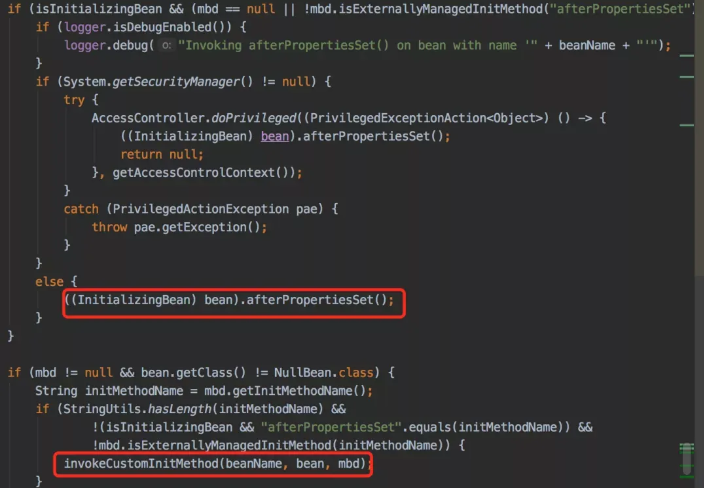 if (isInitializingBean && (mbd == null || !mbd.isExternallyManagedInitMethod("afterPropertiesSet")
if (logger.isDebugEnabled()) {
logger.debug( o: "Invoking afterPropertiesSet() on bean with name '" + beanName + "'");
}
if (System.getSecurityManager() != null) {
try {
AccessController.doPrivileged((PrivilegedExceptionAction<Object>) () -> {
((InitializingBean) bean).afterPropertiesSet();
return null;
}, getAccessControlContext());
}
catch (PrivilegedActionException pae) {
throw pae.getException();
}
}
else {
((InitializingBean) bean).afterPropertiesSet();
}
}
if (mbd != null && bean.getClass() != NullBean.class) {
String initMethodName = mbd.getInitMethodName();
if (StringUtils.hasLength(initMethodName) &&
!(isInitializingBean && "afterPropertiesSet".equals(initMethodName)) &&
!mbd.isExternallyManagedInitMethod(initMethodName)) {
invokeCustomInitMethod(beanName, bean, mbd);
}